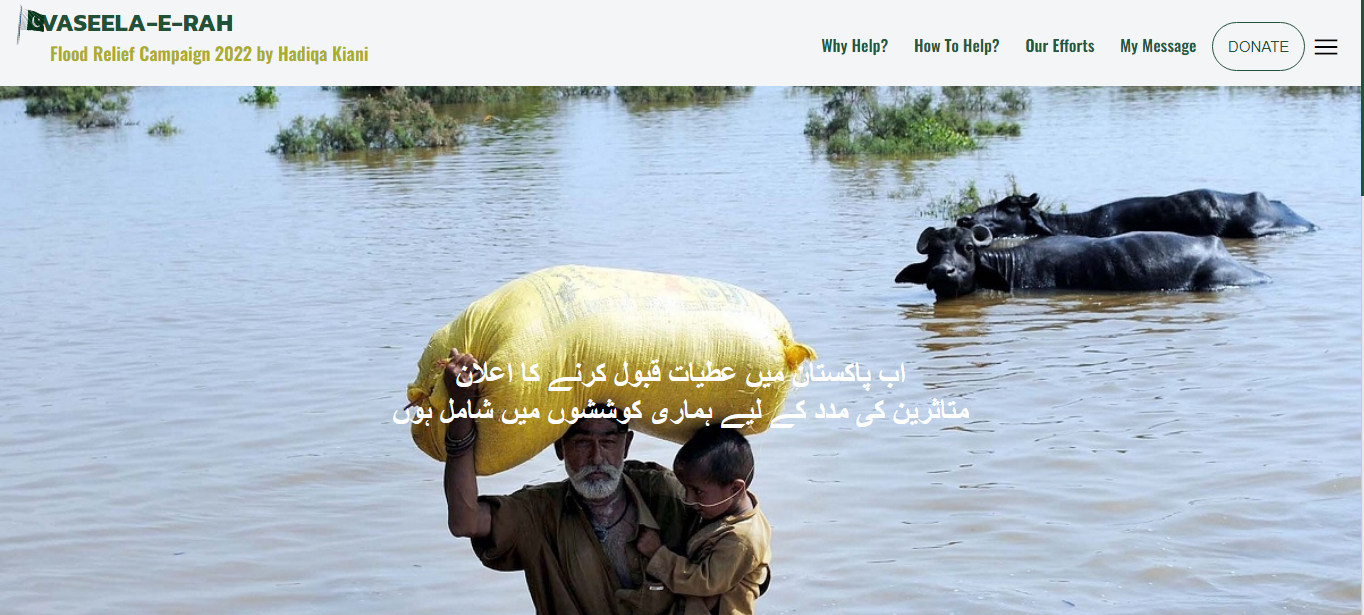 VASEELA-E-RAH
Flood Relief Campaign 2022 by Hadiqa Kiani
Why Help?
How To Help?
Our Efforts
My Message
DONATE
اب پاکستان میں عطیات قبول کرنے کا اعلان
متاثرین کی مدد کے لیے ہماری کوششوں میں شامل ہوں